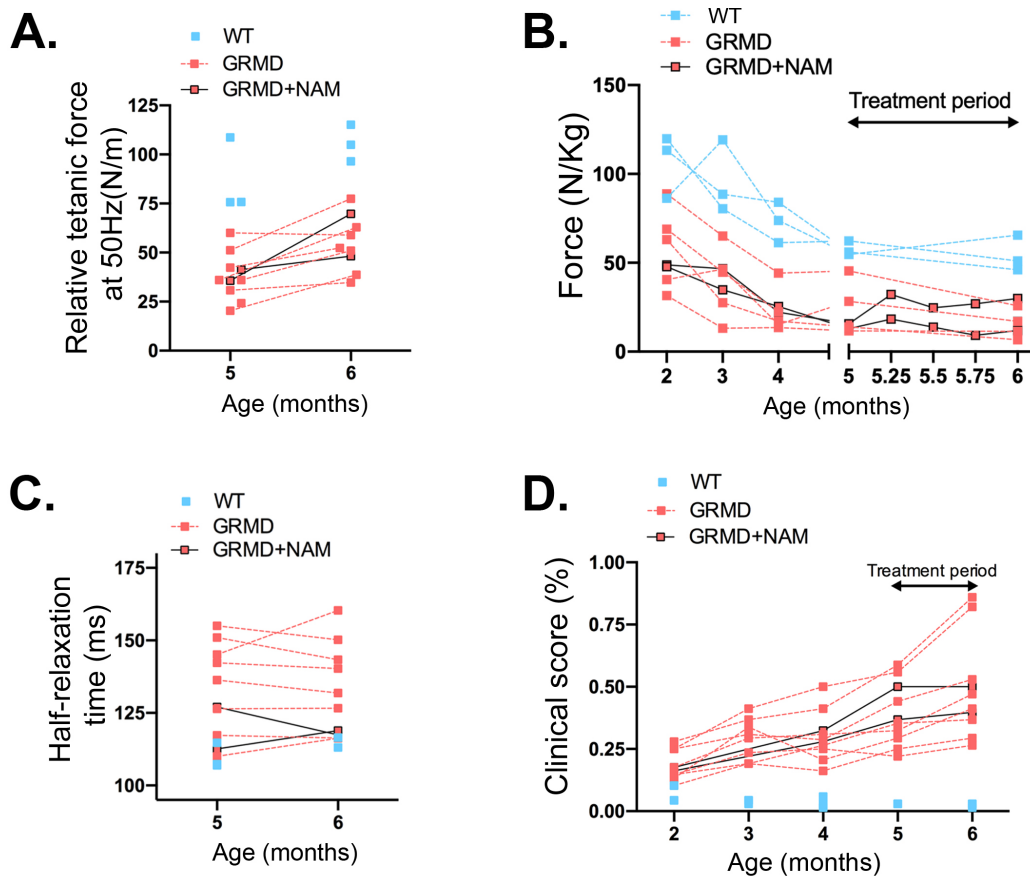 A.
WT
GRMD
GRMD+NAM
Relative tetanic force
at 50Hz(N/m)
125
100
75
50
25
0
5
6
Age (months)
B.
WT
GRMD
GRMD+NAM
Treatment period
Force (N/Kg)
150
100
50
0
2
3
4
5
5.25
5.5
5.75
6
Age (months)
C.
WT
GRMD
GRMD+NAM
Half-relaxation
time (ms)
175
150
125
100
5
6
Age (months)
D.
WT
GRMD
GRMD+NAM
Treatment period
Clinical score (%)
1.00
0.75
0.50
0.25
0.00
2
3
4
5
6
Age (months)